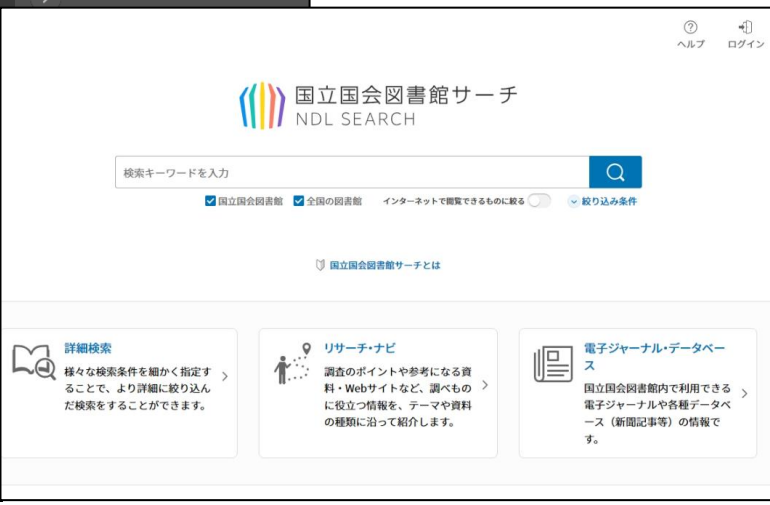 ヘルプ
ログイン
国立国会図書館サーチ
NDL SEARCH
検索キーワードを入力
国立国会図書館
全国の図書館
インターネットで閲覧できるものに絞る
絞り込み条件
国立国会図書館サーチとは
詳細検索
様々な検索条件を細かく指定す
ることで、より詳細に絞り込ん
だ検索をすることができます。
リサーチ・ナビ
調査のポイントや参考になる資
料・Webサイトなど、調べもの
に役立つ情報を、テーマや資料
の種類に沿って紹介します。
電子ジャーナル・データベー
ス
国立国会図書館内で利用できる
電子ジャーナルや各種データベ
ース（新聞記事等）の情報で
す。